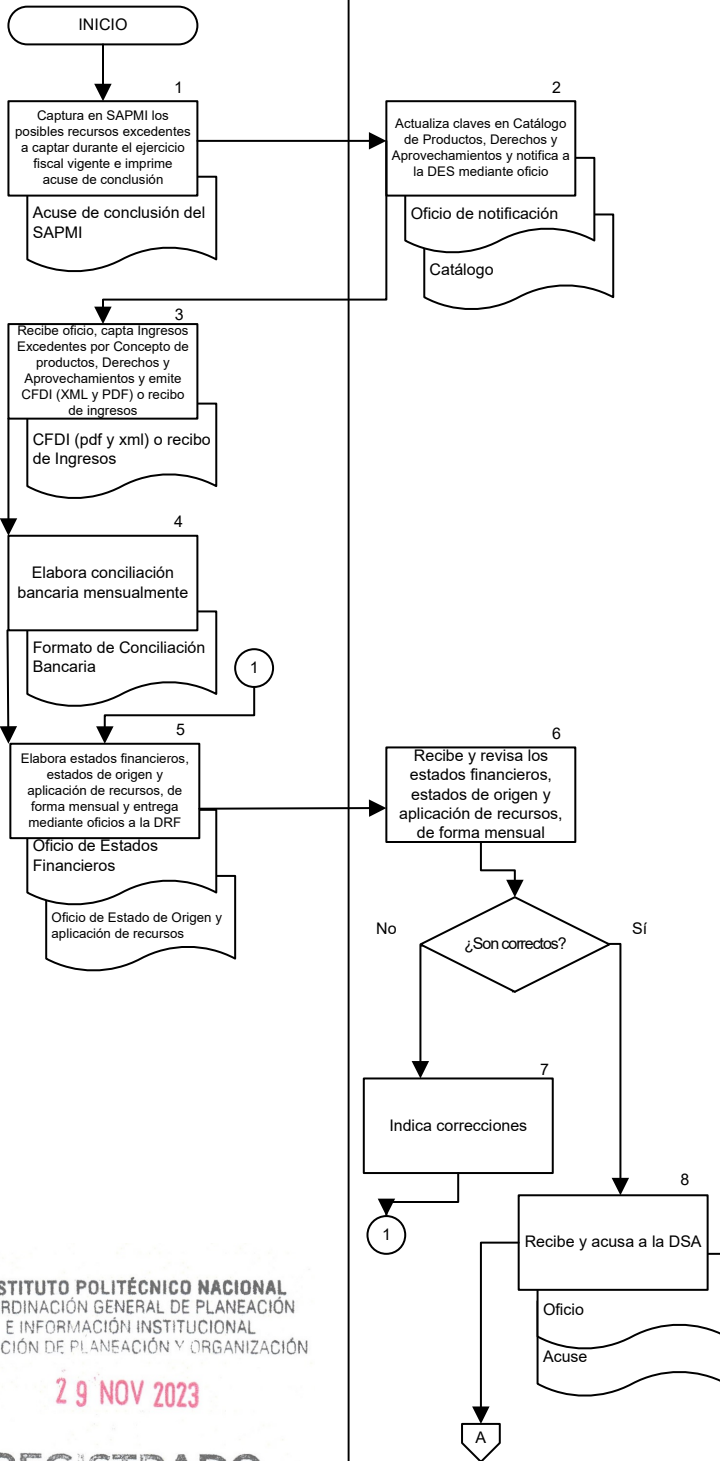 INICIO
1
Captura en SAPMI los
posibles recursos excedentes
a captar durante el ejercicio
fiscal vigente e imprime
acuse de conclusión
Acuse de conclusión del
SAPMI
2
Actualiza claves en Catálogo
de Productos, Derechos y
Aprovechamientos y notifica a
la DES mediante oficio
Oficio de notificación
Catálogo
3
Recibe oficio, capta Ingresos
Excedentes por Concepto de
productos, Derechos y
Aprovechamientos y emite
CFDI (XML y PDF) o recibo
de ingresos
CFDI (pdf y xml) o recibo
de Ingresos
4
Elabora conciliación
bancaria mensualmente
Formato de Conciliación
Bancaria
1
5
Elabora estados financieros,
estados de origen y
aplicación de recursos, de
forma mensual y entrega
mediante oficios a la DRF
Oficio de Estados
Financieros
Oficio de Estado de Origen y
aplicación de recursos
6
Recibe y revisa los
estados financieros,
estados de origen y
aplicación de recursos,
de forma mensual
No
¿Son correctos?
Sí
7
Indica correcciones
1
8
Recibe y acusa a la DSA
Oficio
Acuse
A
STITUTO POLITÉCNICO NACIONAL
RDINACIÓN GENERAL DE PLANEACIÓN
E INFORMACIÓN INSTITUCIONAL
CIÓN DE PLANEACIÓN Y ORGANIZACIÓN
29 NOV 2023
REGISTRADO